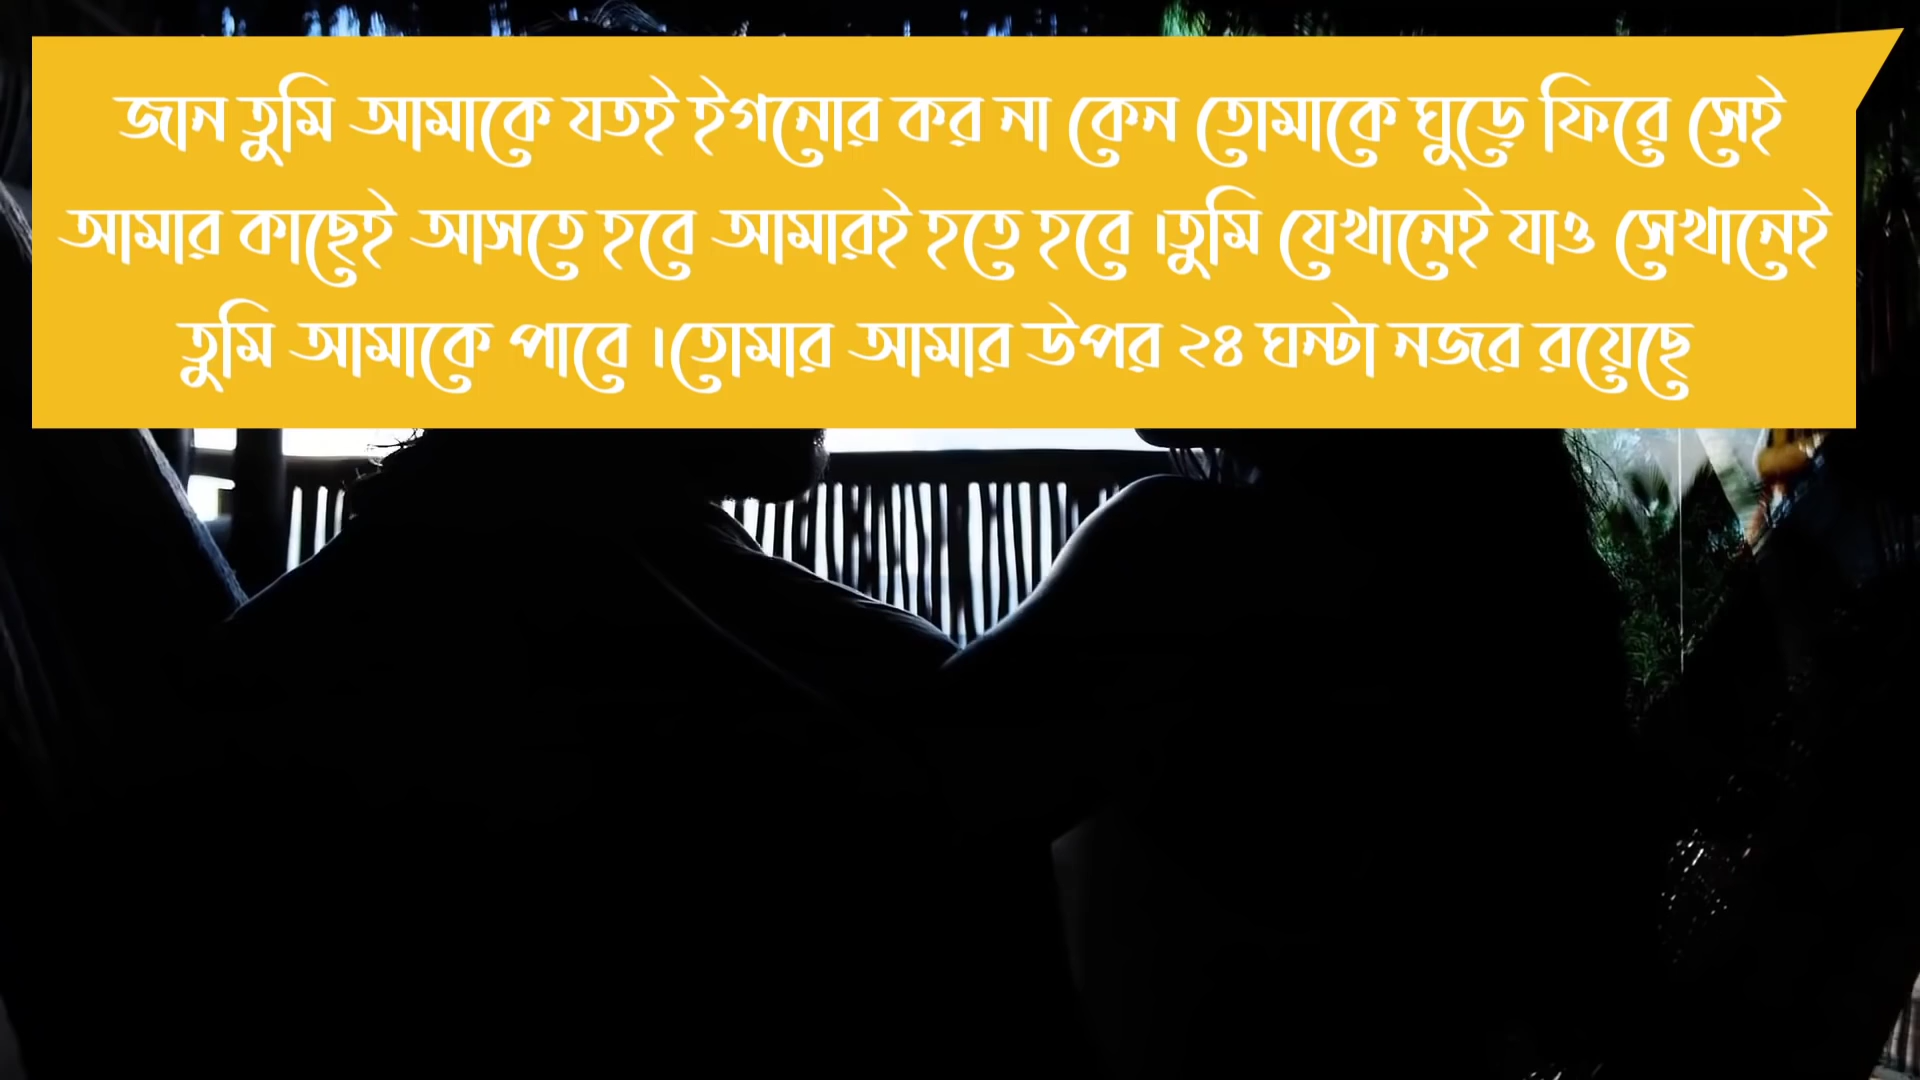 জান তুমি আমাকে যতই ইগনোর কর না কেন তোমাকে ঘুড়ে ফিরে সেই
আমার কাছেই আসতে হবে আমারই হতে হবে ।তুমি যেখানেই যাও সেখানেই
তুমি আমাকে পাবে ।তোমার আমার উপর ২৪ ঘন্টা নজর রয়েছে